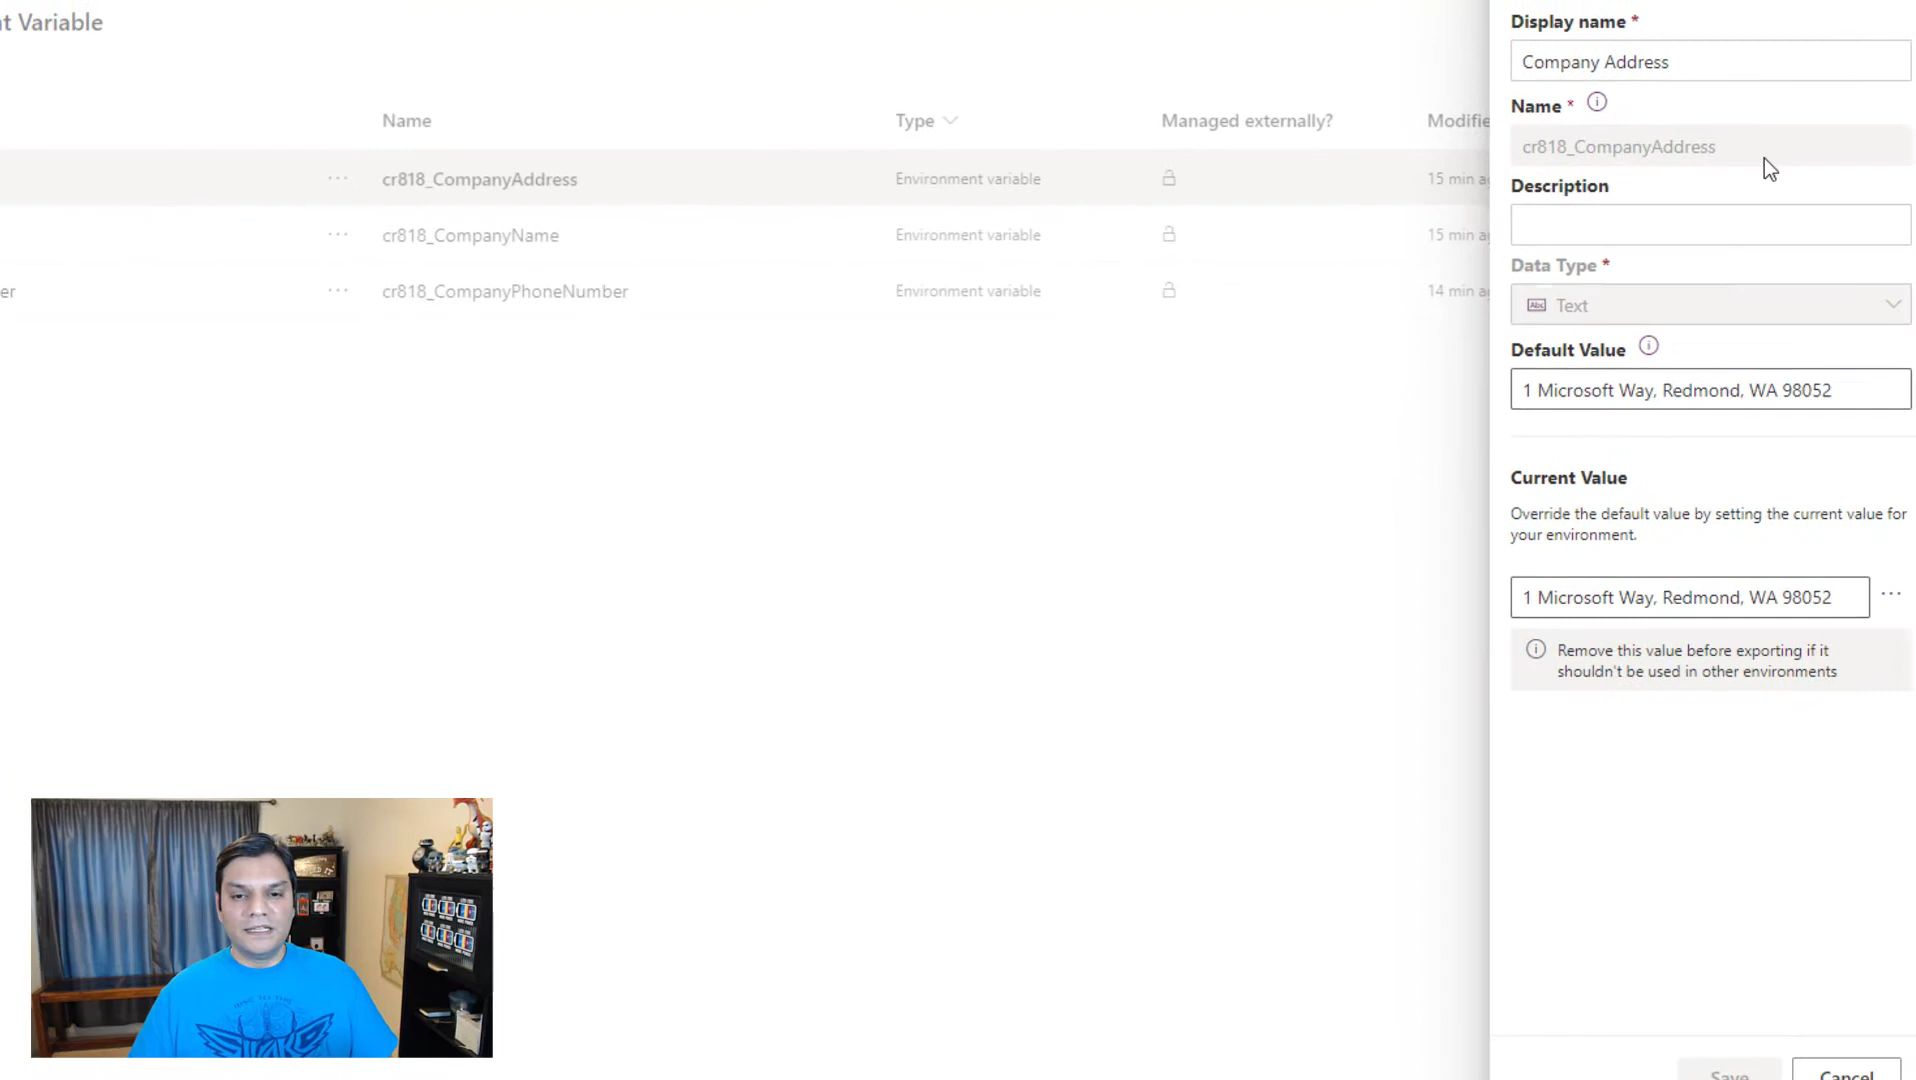 t Variable
Name
Type
Managed externally?
Modifie
cr818_CompanyAddress
Environment variable
15 min a
cr818_CompanyName
Environment variable
15 min a
er
cr818_CompanyPhoneNumber
Environment variable
14 min a
Display name *
Company Address
Name *
cr818_CompanyAddress
Description
Data Type *
Abc Text
Default Value
1 Microsoft Way, Redmond, WA 98052
Current Value
Override the default value by setting the current value for
your environment.
1 Microsoft Way, Redmond, WA 98052
Remove this value before exporting if it
shouldn't be used in other environments
Save
Cancel